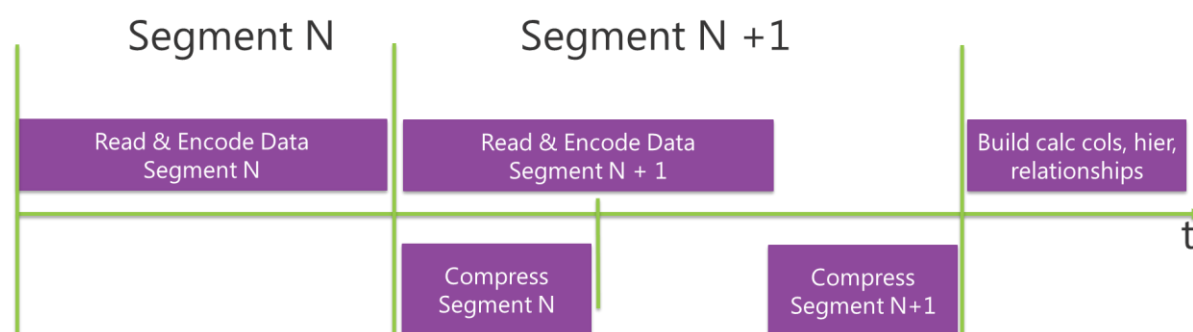 Segment N
Segment N +1
Read & Encode Data
Segment N
Read & Encode Data
Segment N + 1
Build calc cols, hier,
relationships
t
Compress
Segment N
Compress
Segment N+1